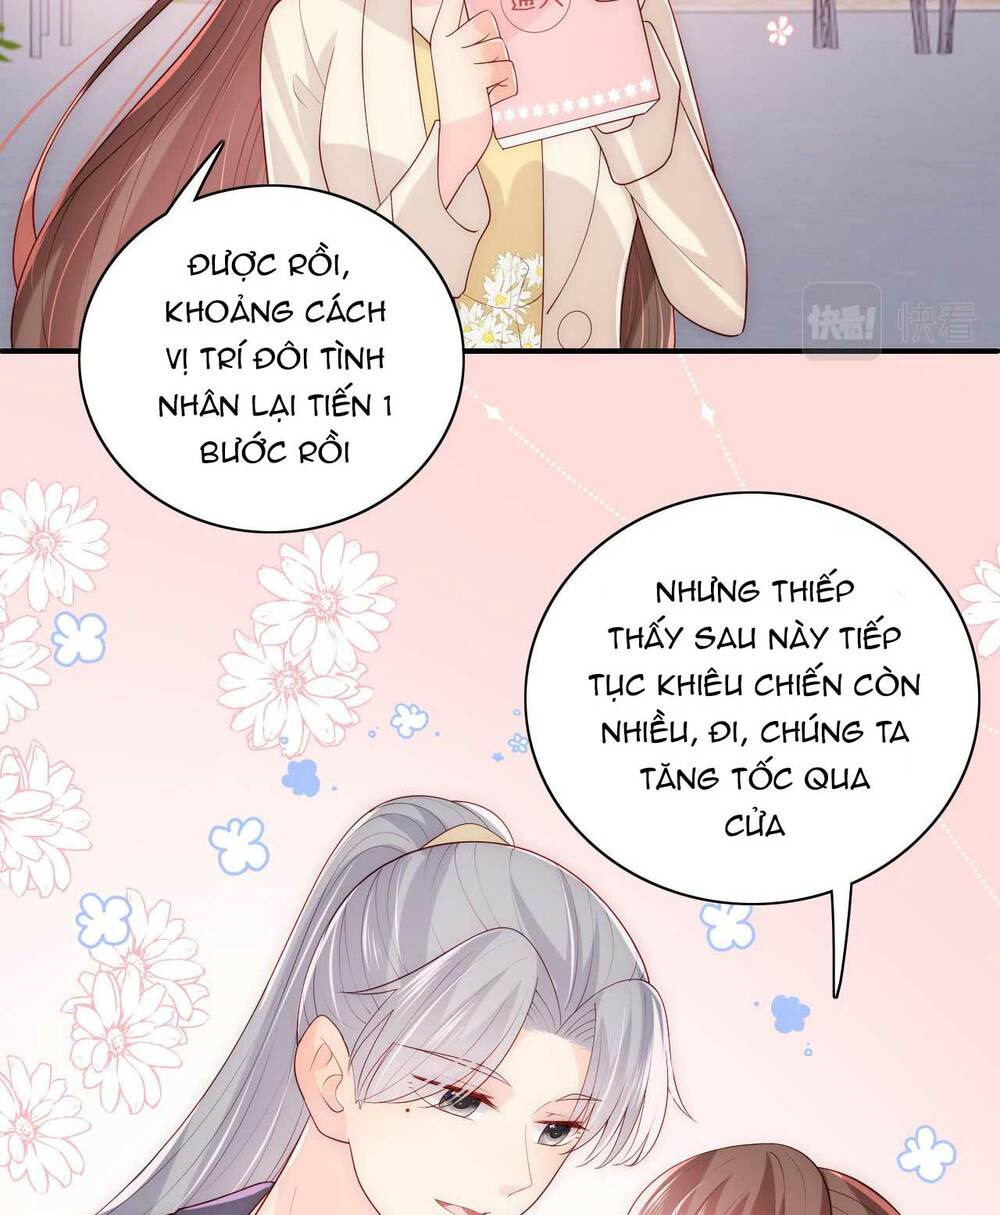 ĐƯỢC RỒI,
KHOẢNG CÁCH
VỊ TRÍ ĐÔI TÌNH
NHÂN LẠI TIẾN 1
BƯỚC RỒI
快看! 快看
NHƯNG THIẾP
THẤY SAU NÀY TIẾP
TỤC KHIÊU CHIẾN CÒN
NHIỀU, ĐI, CHÚNG TA
TĂNG TỐC QUA
CỬA